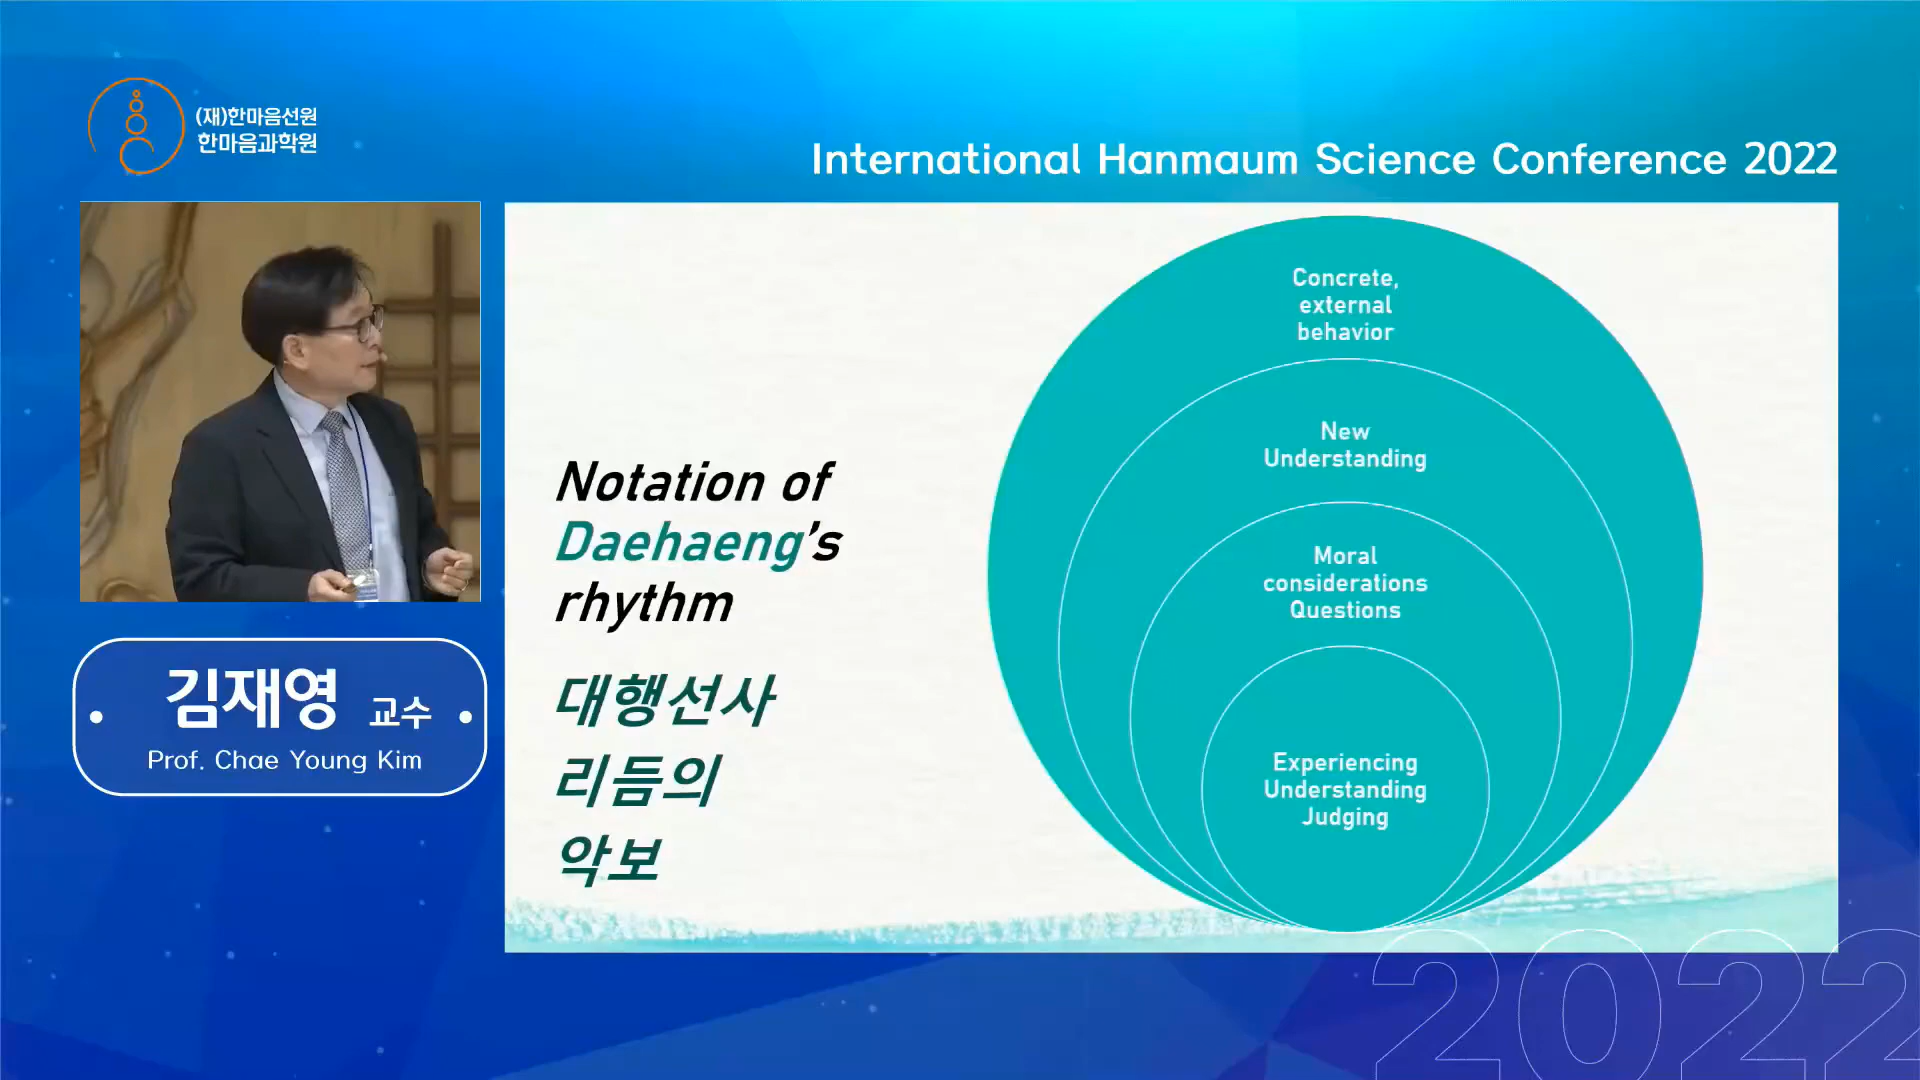 (재)한마음선원
한마음과학원
International Hanmaum Science Conference 2022
김재영 교수
Prof. Chae Young Kim
Notation of
Daehaeng's
rhythm
대행선사
리듬의
악보
Concrete,
external
behavior
New
Understanding
Moral
considerations
Questions
Experiencing
Understanding
Judging
2022